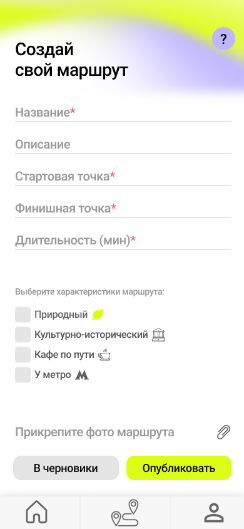 ?
Создай
свой маршрут
Название*
Описание
Стартовая точка*
Финишная точка*
Длительность (мин)*
Выберите характеристики маршрута:
Природный
Культурно-исторический
Кафе по пути
У метро
Прикрепите фото маршрута
В черновики
Опубликовать